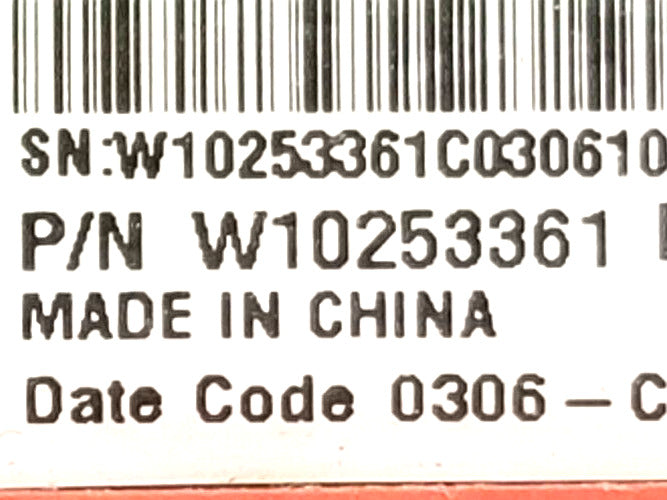 SN:W10253361C030610
P/N W10253361
MADE IN CHINA
Date Code 0306-C